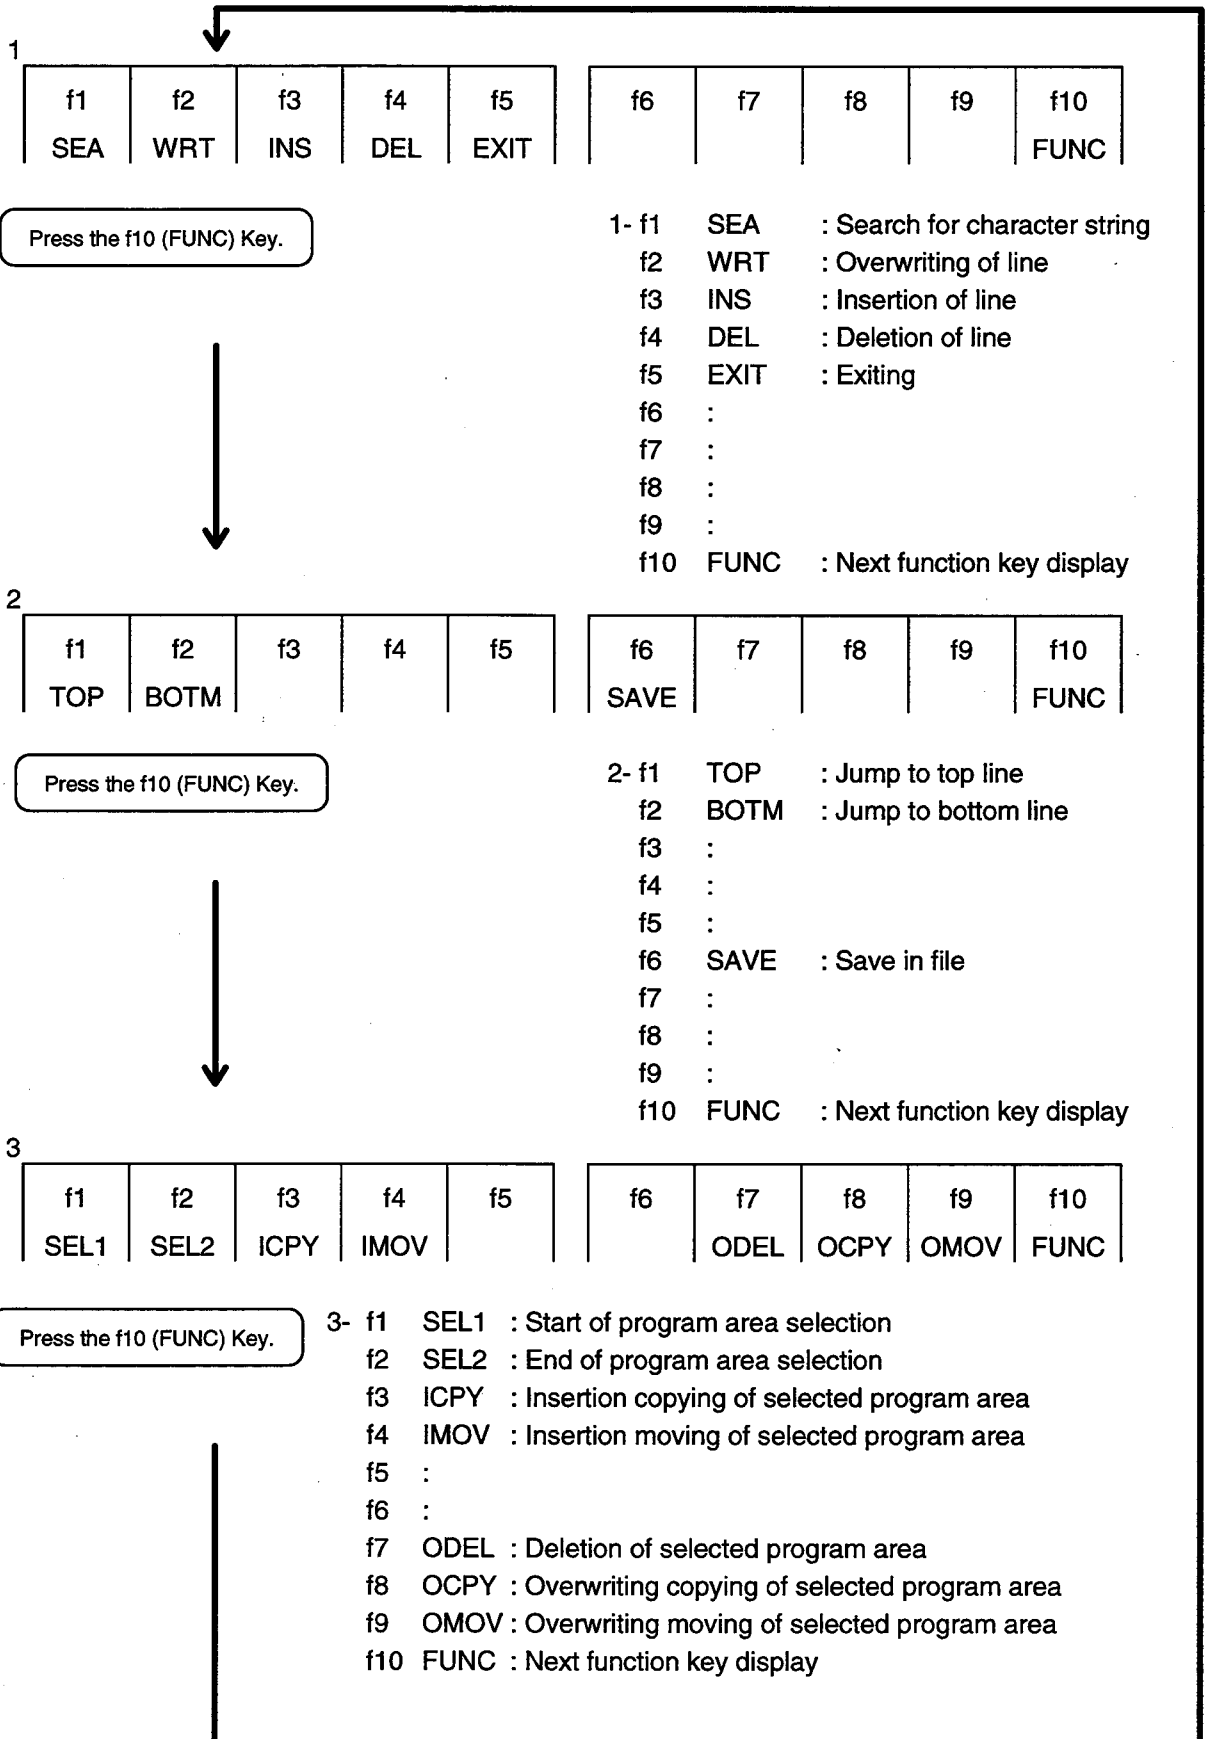 1
f1 f2 f3 f4 f5 f6 f7 f8 f9 f10
SEA WRT INS DEL EXIT FUNC
Press the f10 (FUNC) Key.
1- f1 SEA : Search for character string
f2 WRT : Overwriting of line
f3 INS : Insertion of line
f4 DEL : Deletion of line
f5 EXIT : Exiting
f6 :
f7 :
f8 :
f9 :
f10 FUNC : Next function key display
2
f1 f2 f3 f4 f5 f6 f7 f8 f9 f10
TOP BOTM SAVE FUNC
Press the f10 (FUNC) Key.
2- f1 TOP : Jump to top line
f2 BOTM : Jump to bottom line
f3 :
f4 :
f5 :
f6 SAVE : Save in file
f7 :
f8 :
f9 :
f10 FUNC : Next function key display
3
f1 f2 f3 f4 f5 f6 f7 f8 f9 f10
SEL1 SEL2 ICPY IMOV ODEL OCPY OMOV FUNC
Press the f10 (FUNC) Key.
3- f1 SEL1 : Start of program area selection
f2 SEL2 : End of program area selection
f3 ICPY : Insertion copying of selected program area
f4 IMOV : Insertion moving of selected program area
f5 :
f6 :
f7 ODEL : Deletion of selected program area
f8 OCPY : Overwriting copying of selected program area
f9 OMOV : Overwriting moving of selected program area
f10 FUNC : Next function key display